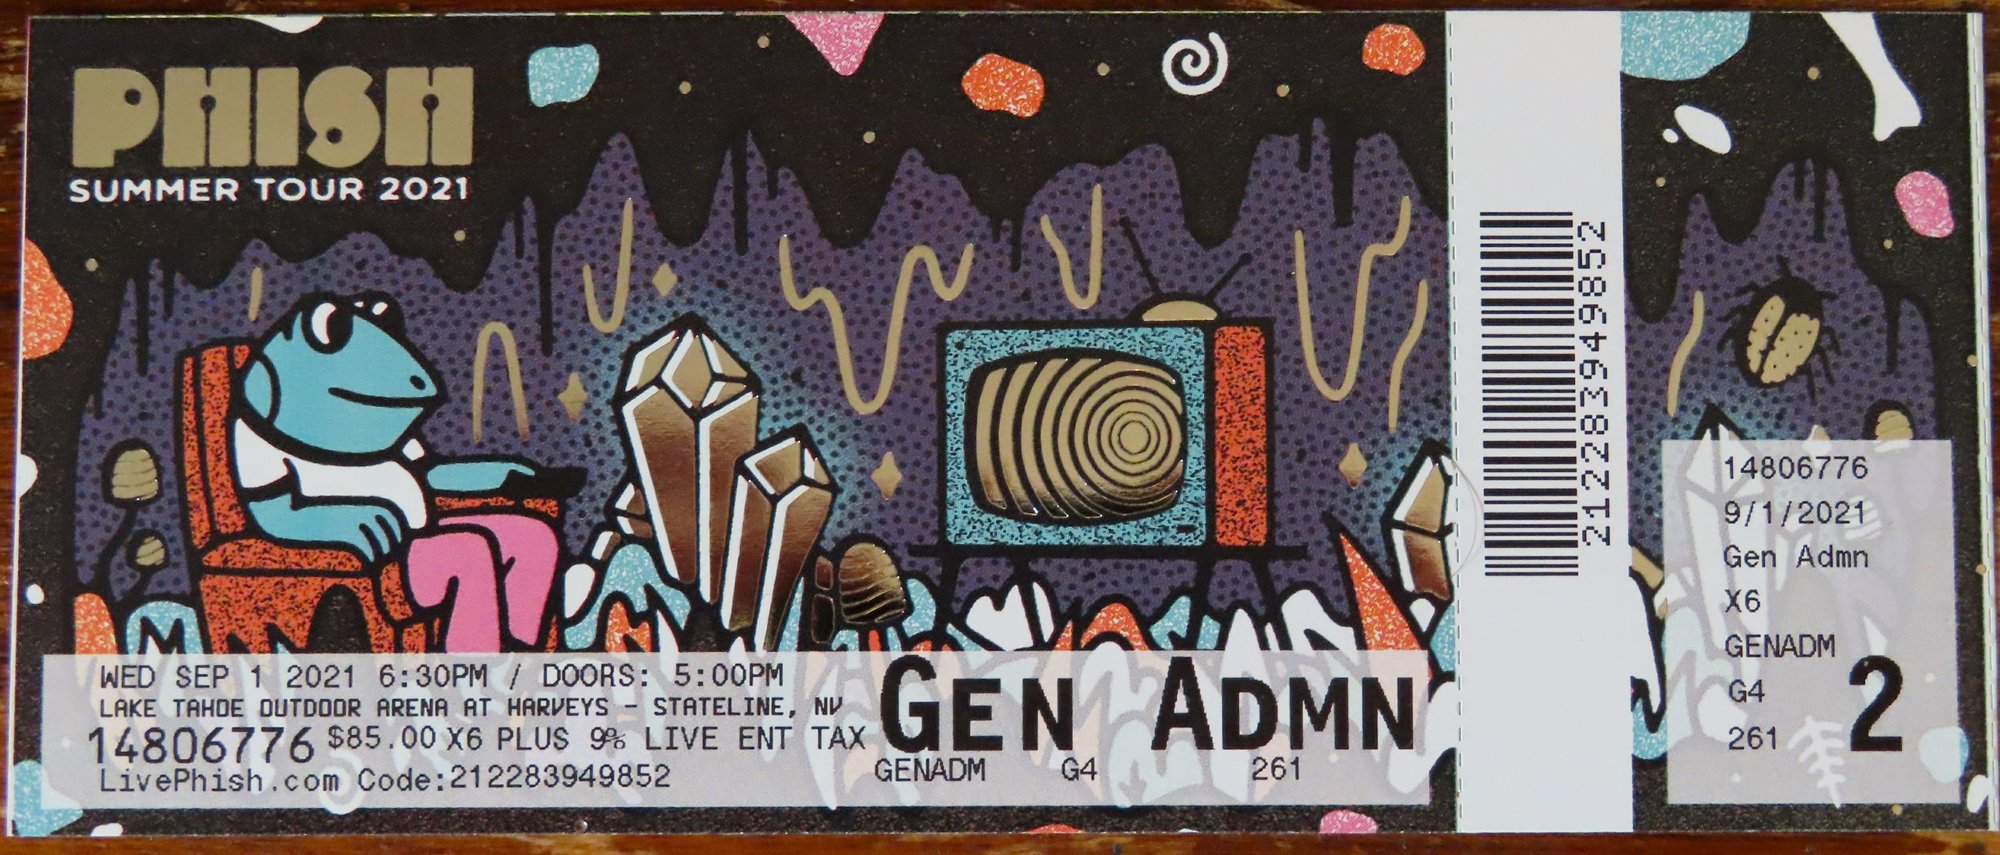 PHISH
SUMMER TOUR 2021
WED SEP 1 2021 6:30PM / DOORS: 5:00PM
LAKE TAHOE OUTDOOR ARENA AT HARVEYS - STATELINE, NV
14806776 $85.00 X6 PLUS 9% LIVE ENT TAX
LivePhish.com Code:212283949852
GEN ADMN
GENADM G4 261
212283949852
14806776
9/1/2021
Gen Admn
X6
GENADM
G4
261
2